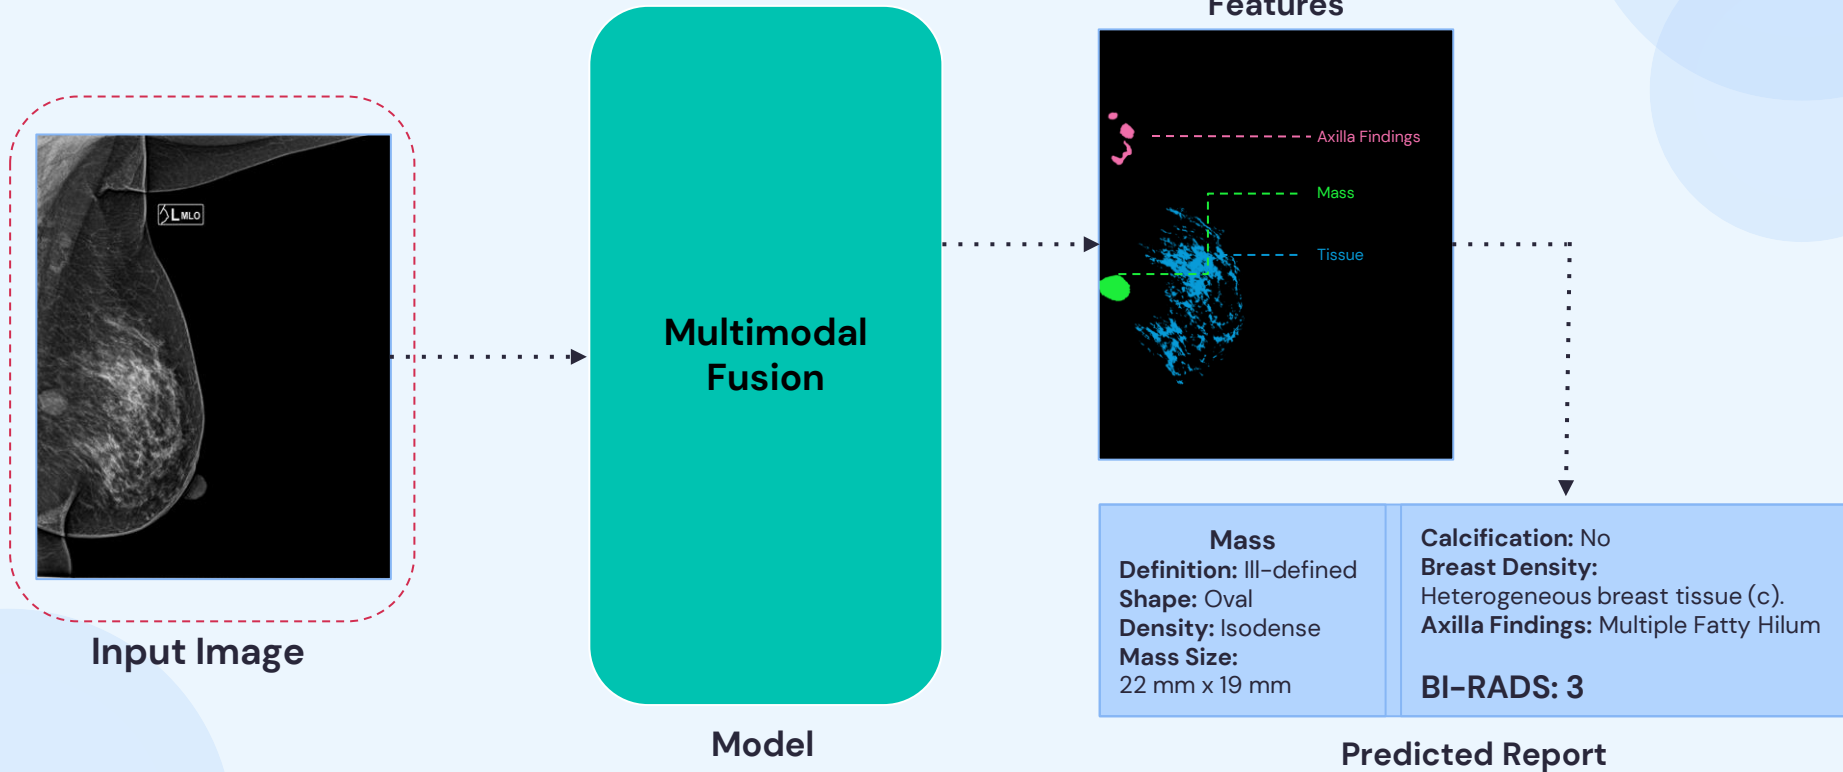 Features
Axilla Findings
Mass
Tissue
L MLO
Multimodal
Fusion
Input Image
Model
Mass
Definition: Ill-defined
Shape: Oval
Density: Isodense
Mass Size:
22 mm x 19 mm
Calcification: No
Breast Density:
Heterogeneous breast tissue (c).
Axilla Findings: Multiple Fatty Hilum
BI-RADS: 3
Predicted Report